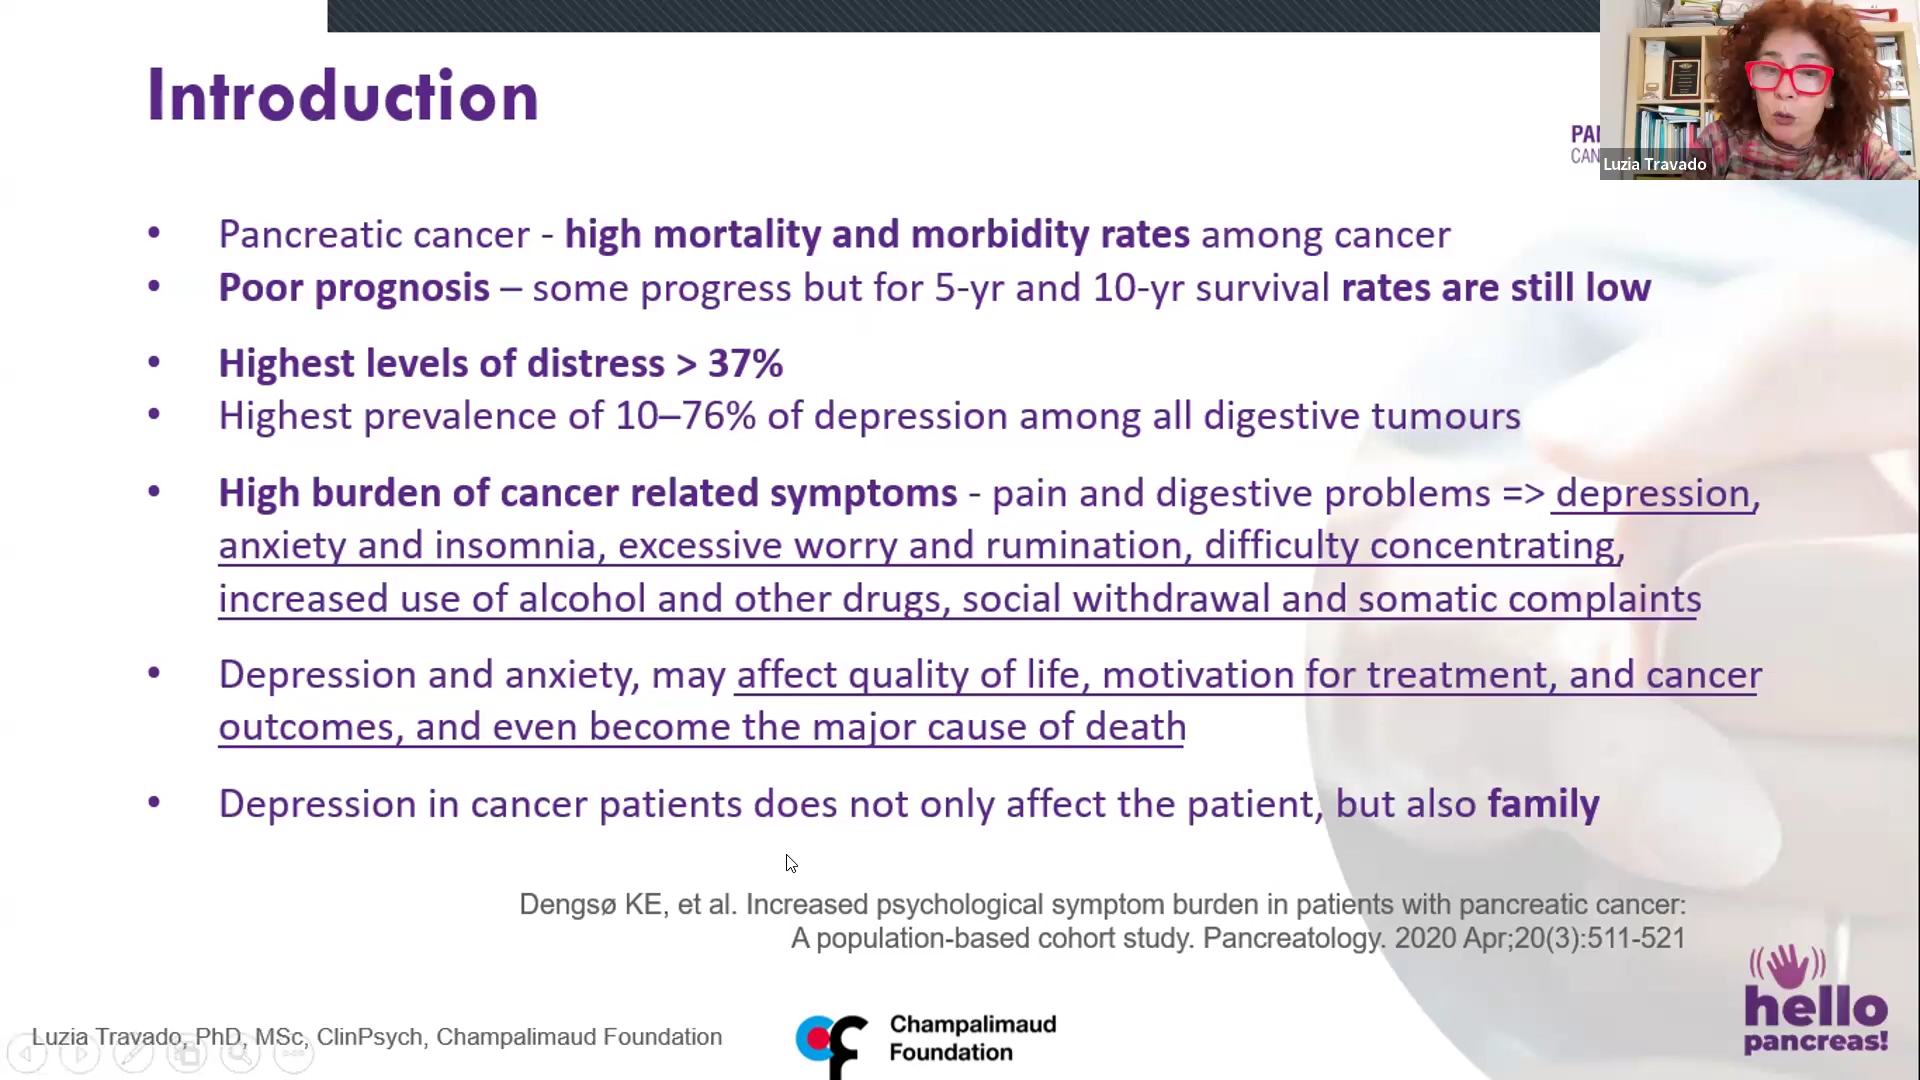 Introduction
PAN
CAN
Luzia Travado
• Pancreatic cancer - high mortality and morbidity rates among cancer
• Poor prognosis – some progress but for 5-yr and 10-yr survival rates are still low
• Highest levels of distress > 37%
• Highest prevalence of 10–76% of depression among all digestive tumours
• High burden of cancer related symptoms - pain and digestive problems => depression,
anxiety and insomnia, excessive worry and rumination, difficulty concentrating,
increased use of alcohol and other drugs, social withdrawal and somatic complaints
• Depression and anxiety, may affect quality of life, motivation for treatment, and cancer
outcomes, and even become the major cause of death
• Depression in cancer patients does not only affect the patient, but also family
Dengsø KE, et al. Increased psychological symptom burden in patients with pancreatic cancer:
A population-based cohort study. Pancreatology. 2020 Apr;20(3):511-521
Luzia Travado, PhD, MSc, ClinPsych, Champalimaud Foundation
Champalimaud
Foundation
hello
pancreas!